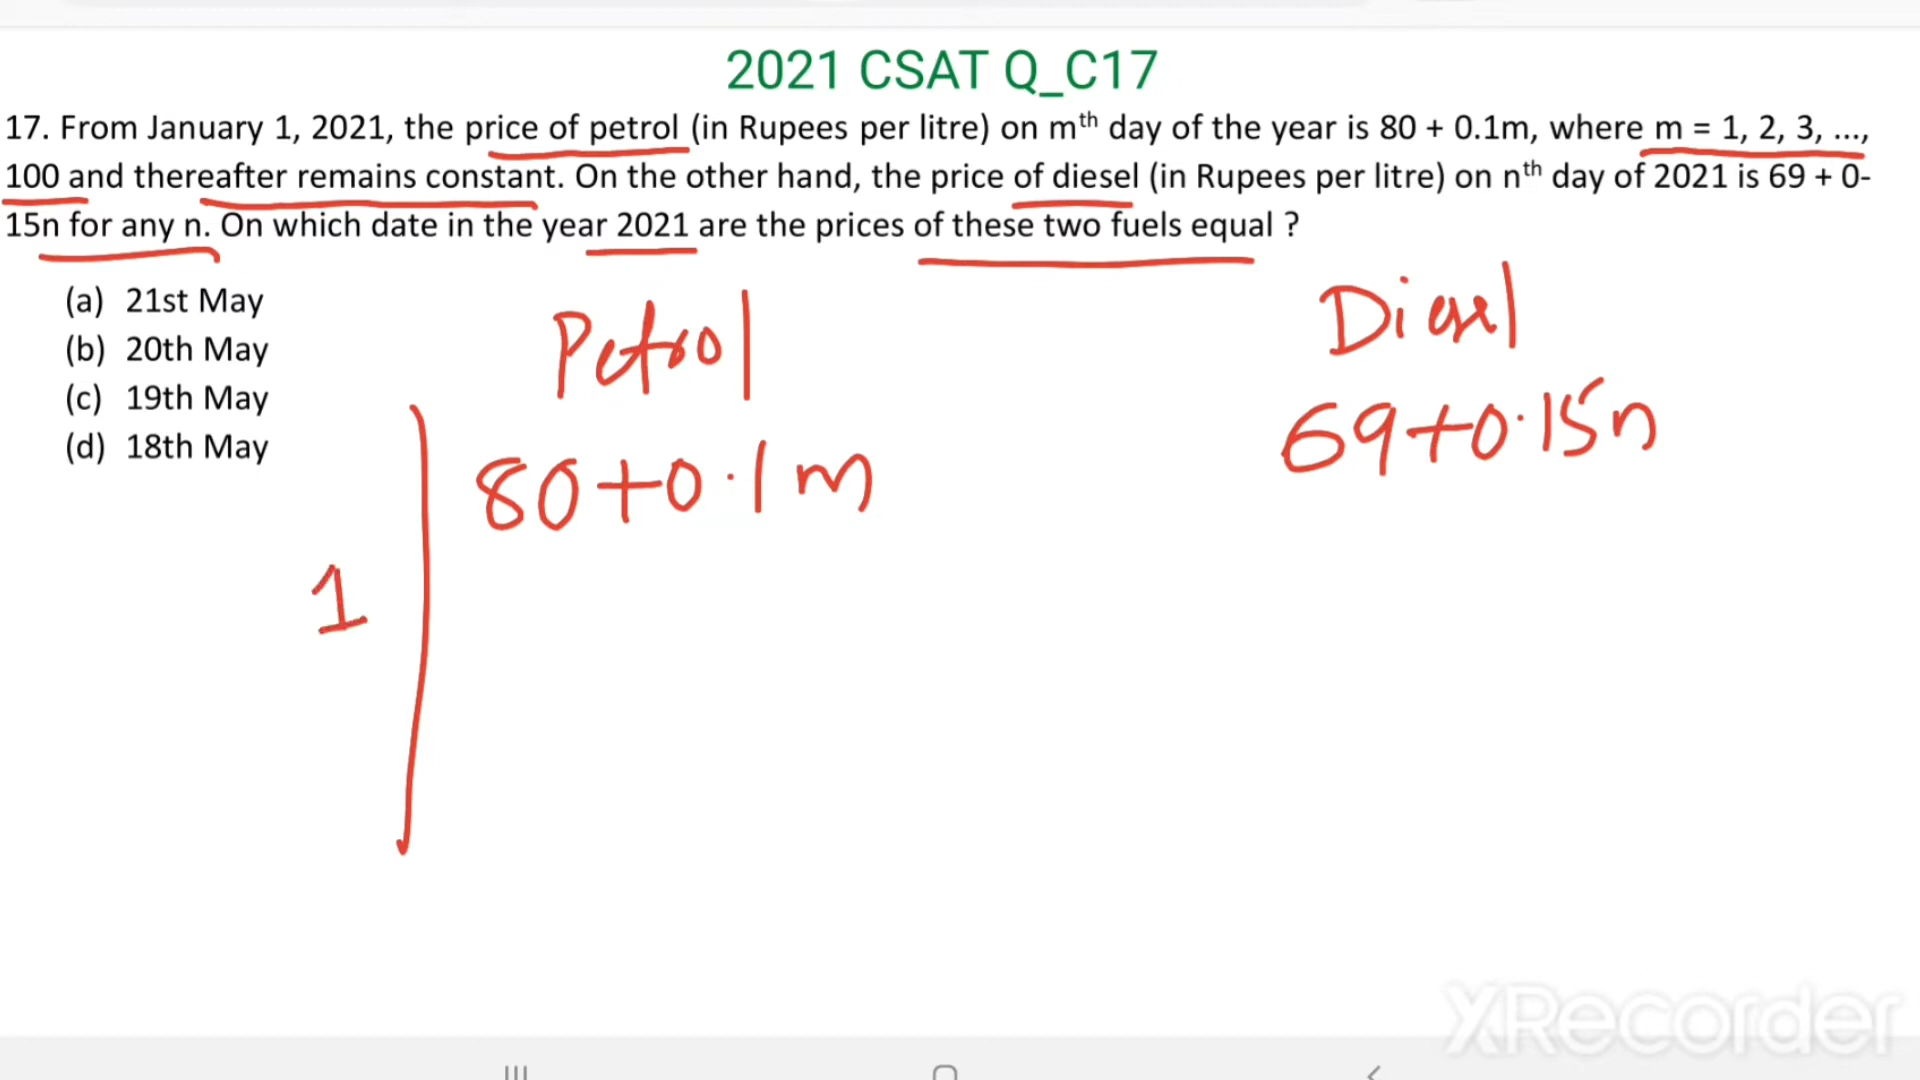 2021 CSAT Q_C17
17. From January 1, 2021, the price of petrol (in Rupees per litre) on mth day of the year is 80 + 0.1m, where m = 1, 2, 3, ...,
100 and thereafter remains constant. On the other hand, the price of diesel (in Rupees per litre) on nth day of 2021 is 69 + 0-
15n for any n. On which date in the year 2021 are the prices of these two fuels equal ?
(a) 21st May
(b) 20th May
(c) 19th May
(d) 18th May
Petrol
Diesel
80+0.1m
69+0.15n
1
XRecorder